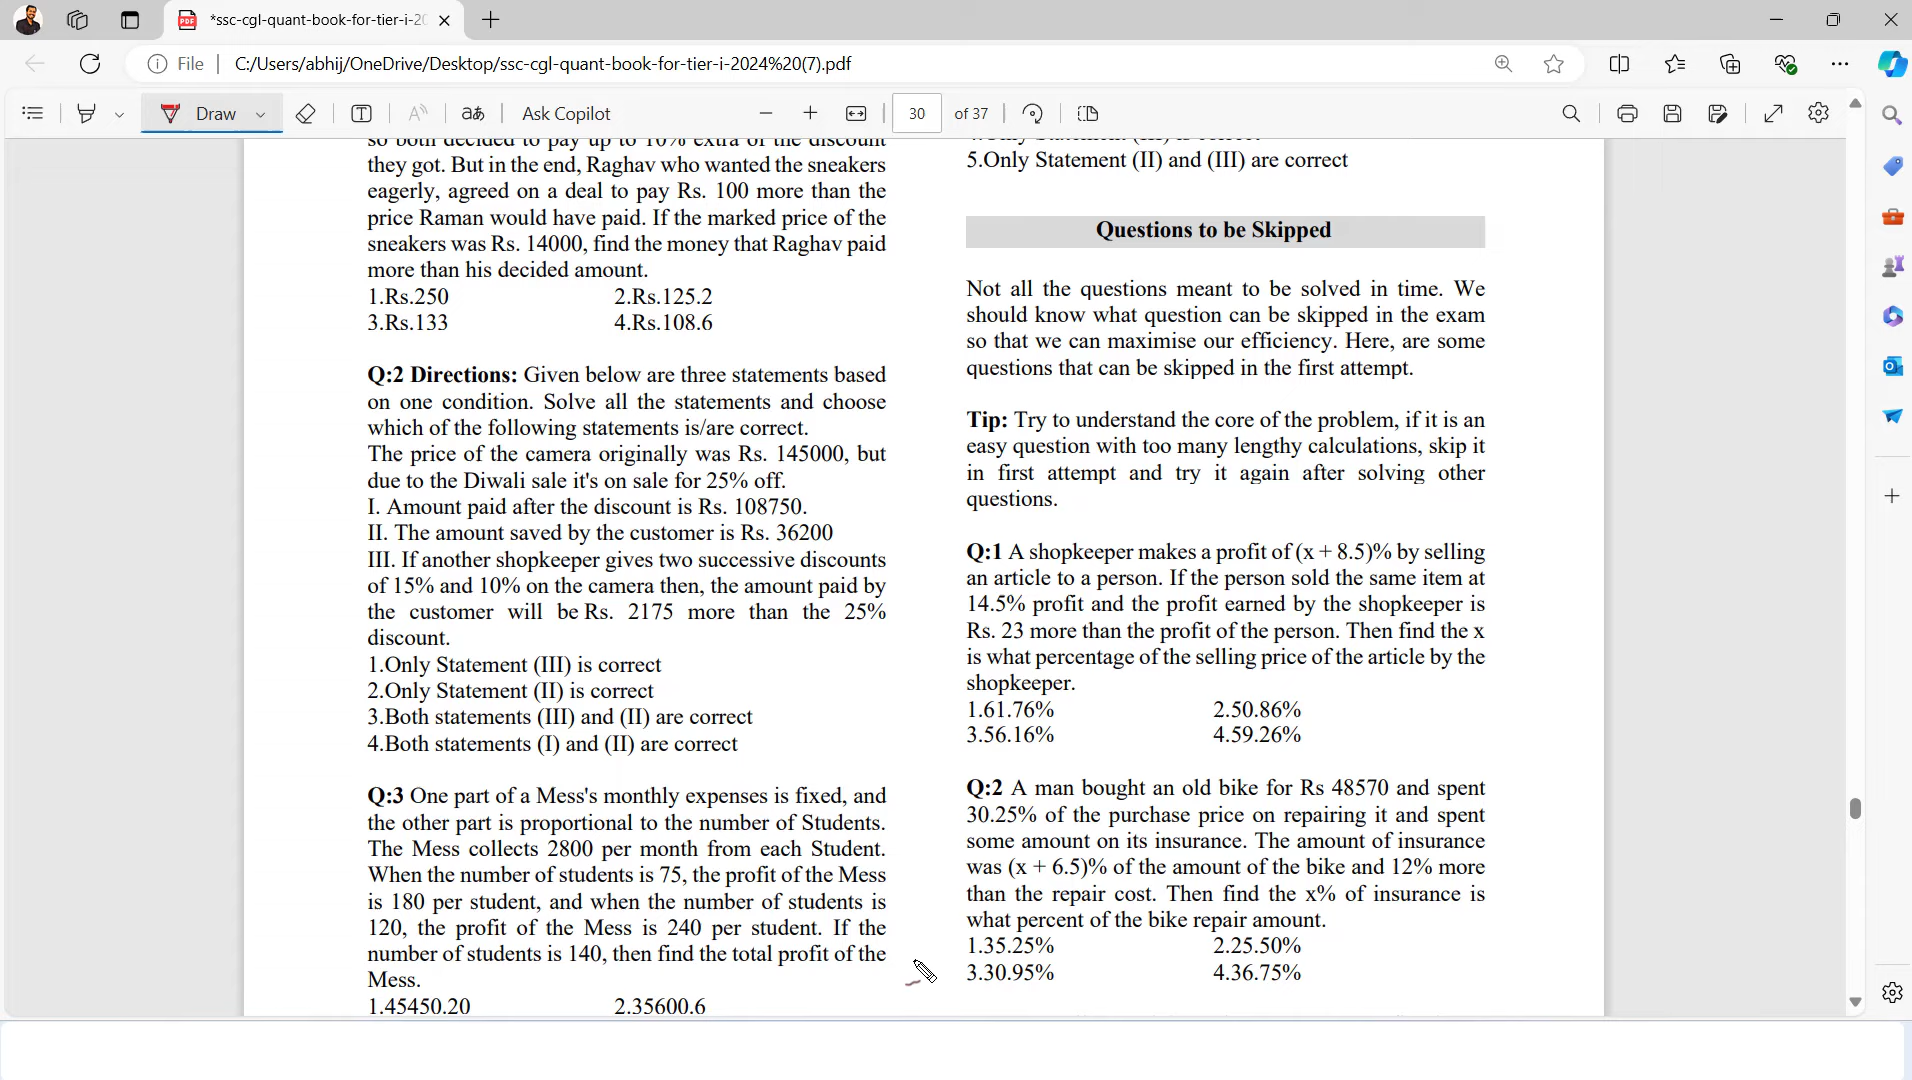 *ssc-cgl-quant-book-for-tier-i-20
File
C:/Users/abhij/OneDrive/Desktop/ssc-cgl-quant-book-for-tier-i-2024%20(7).pdf
Draw
Ask Copilot
30 of 37
so both decided to pay up to 10% extra of the discount
they got. But in the end, Raghav who wanted the sneakers
eagerly, agreed on a deal to pay Rs. 100 more than the
price Raman would have paid. If the marked price of the
sneakers was Rs. 14000, find the money that Raghav paid
more than his decided amount.
1.Rs.250 2.Rs.125.2
3.Rs.133 4.Rs.108.6
Q:2 Directions: Given below are three statements based
on one condition. Solve all the statements and choose
which of the following statements is/are correct.
The price of the camera originally was Rs. 145000, but
due to the Diwali sale it's on sale for 25% off.
I. Amount paid after the discount is Rs. 108750.
II. The amount saved by the customer is Rs. 36200
III. If another shopkeeper gives two successive discounts
of 15% and 10% on the camera then, the amount paid by
the customer will be Rs. 2175 more than the 25%
discount.
1.Only Statement (III) is correct
2.Only Statement (II) is correct
3.Both statements (III) and (II) are correct
4.Both statements (I) and (II) are correct
Q:3 One part of a Mess's monthly expenses is fixed, and
the other part is proportional to the number of Students.
The Mess collects 2800 per month from each Student.
When the number of students is 75, the profit of the Mess
is 180 per student, and when the number of students is
120, the profit of the Mess is 240 per student. If the
number of students is 140, then find the total profit of the
Mess.
1.45450.20 2.35600.6
5.Only Statement (II) and (III) are correct
Questions to be Skipped
Not all the questions meant to be solved in time. We
should know what question can be skipped in the exam
so that we can maximise our efficiency. Here, are some
questions that can be skipped in the first attempt.
Tip: Try to understand the core of the problem, if it is an
easy question with too many lengthy calculations, skip it
in first attempt and try it again after solving other
questions.
Q:1 A shopkeeper makes a profit of (x + 8.5)% by selling
an article to a person. If the person sold the same item at
14.5% profit and the profit earned by the shopkeeper is
Rs. 23 more than the profit of the person. Then find the x
is what percentage of the selling price of the article by the
shopkeeper.
1.61.76% 2.50.86%
3.56.16% 4.59.26%
Q:2 A man bought an old bike for Rs 48570 and spent
30.25% of the purchase price on repairing it and spent
some amount on its insurance. The amount of insurance
was (x + 6.5)% of the amount of the bike and 12% more
than the repair cost. Then find the x% of insurance is
what percent of the bike repair amount.
1.35.25% 2.25.50%
3.30.95% 4.36.75%